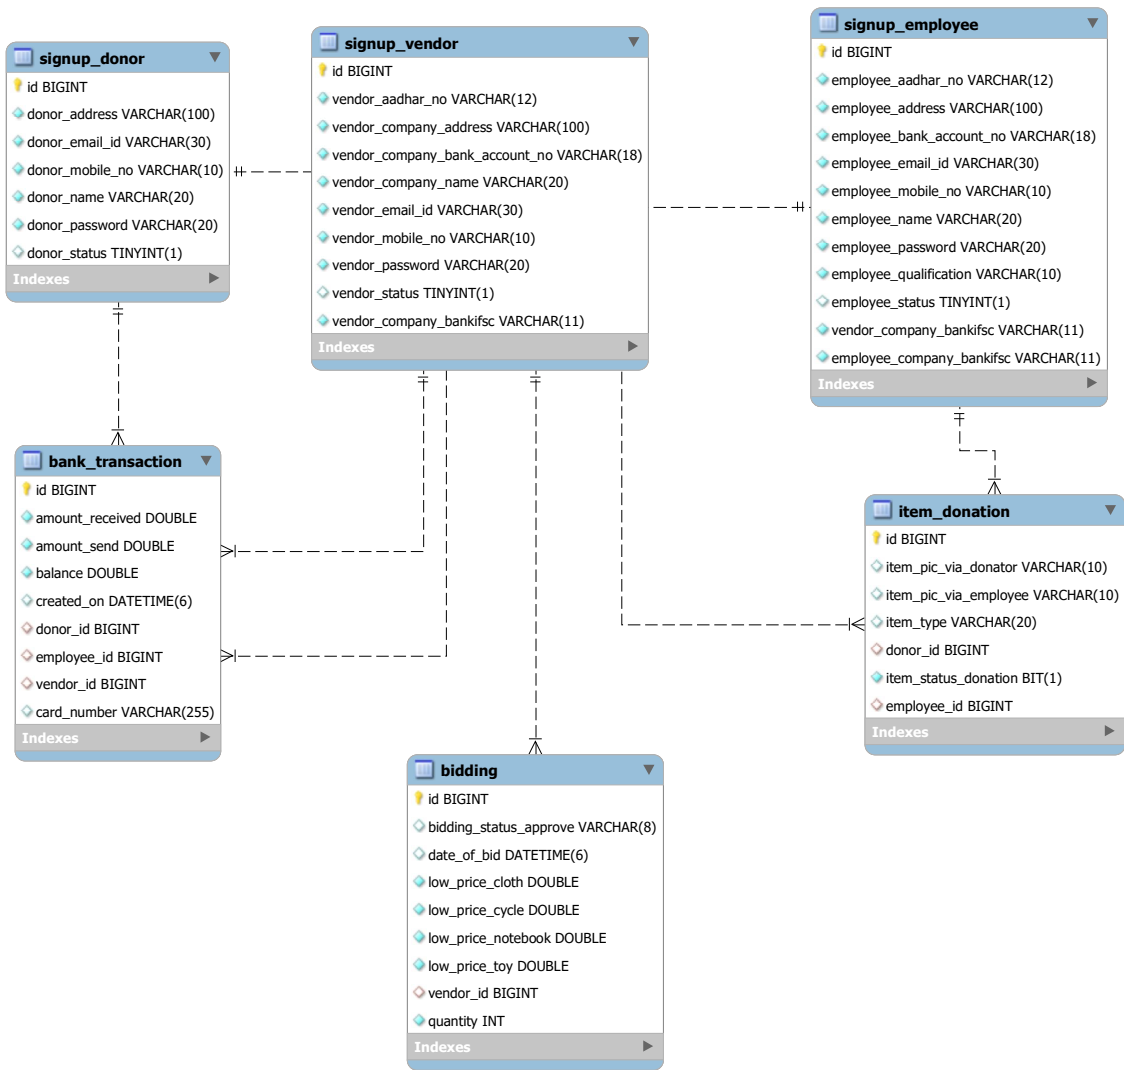 signup_donor
id BIGINT
donor_address VARCHAR(100)
donor_email_id VARCHAR(30)
donor_mobile_no VARCHAR(10)
donor_name VARCHAR(20)
donor_password VARCHAR(20)
donor_status TINYINT(1)
Indexes
signup_vendor
id BIGINT
vendor_aadhar_no VARCHAR(12)
vendor_company_address VARCHAR(100)
vendor_company_bank_account_no VARCHAR(18)
vendor_company_name VARCHAR(20)
vendor_email_id VARCHAR(30)
vendor_mobile_no VARCHAR(10)
vendor_password VARCHAR(20)
vendor_status TINYINT(1)
vendor_company_bankifsc VARCHAR(11)
Indexes
signup_employee
id BIGINT
employee_aadhar_no VARCHAR(12)
employee_address VARCHAR(100)
employee_bank_account_no VARCHAR(18)
employee_email_id VARCHAR(30)
employee_mobile_no VARCHAR(10)
employee_name VARCHAR(20)
employee_password VARCHAR(20)
employee_qualification VARCHAR(10)
employee_status TINYINT(1)
vendor_company_bankifsc VARCHAR(11)
employee_company_bankifsc VARCHAR(11)
Indexes
bank_transaction
id BIGINT
amount_received DOUBLE
amount_send DOUBLE
balance DOUBLE
created_on DATETIME(6)
donor_id BIGINT
employee_id BIGINT
vendor_id BIGINT
card_number VARCHAR(255)
Indexes
item_donation
id BIGINT
item_pic_via_donator VARCHAR(10)
item_pic_via_employee VARCHAR(10)
item_type VARCHAR(20)
donor_id BIGINT
item_status_donation BIT(1)
employee_id BIGINT
Indexes
bidding
id BIGINT
bidding_status_approve VARCHAR(8)
date_of_bid DATETIME(6)
low_price_cloth DOUBLE
low_price_cycle DOUBLE
low_price_notebook DOUBLE
low_price_toy DOUBLE
vendor_id BIGINT
quantity INT
Indexes